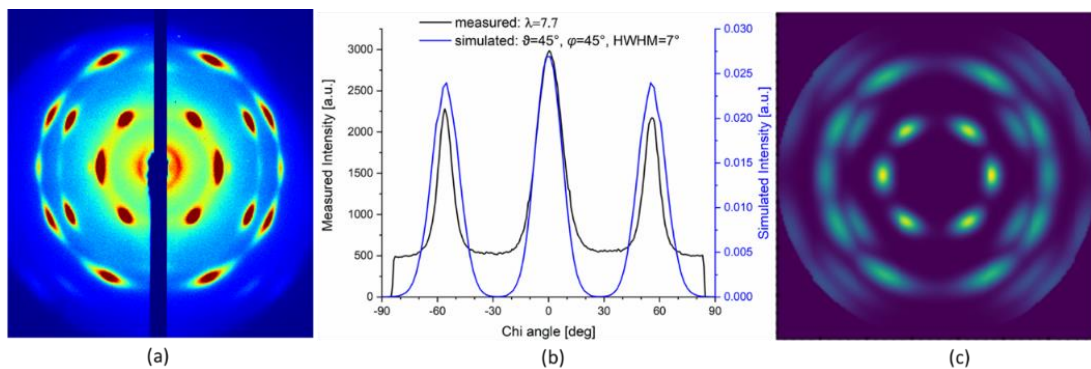 measured: λ=7.7
simulated: ϑ=45°, φ=45°, HWHM=7°
Measured Intensity [a.u.]
3000
2500
2000
1500
1000
500
0
-90
-60
-30
0
30
60
90
Chi angle [deg]
0.030
0.025
0.020
0.015
0.010
0.005
0.000
Simulated Intensity [a.u.]
(a)
(b)
(c)